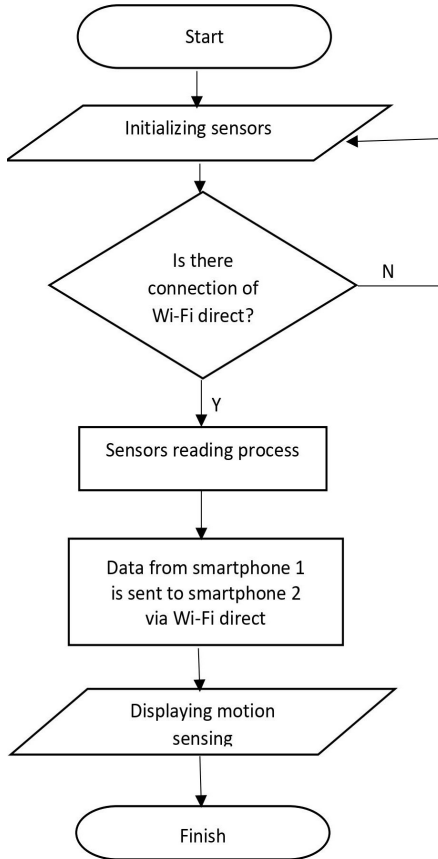 Start
Initializing sensors
Is there
connection of
Wi-Fi direct?
N
Y
Sensors reading process
Data from smartphone 1
is sent to smartphone 2
via Wi-Fi direct
Displaying motion
sensing
Finish